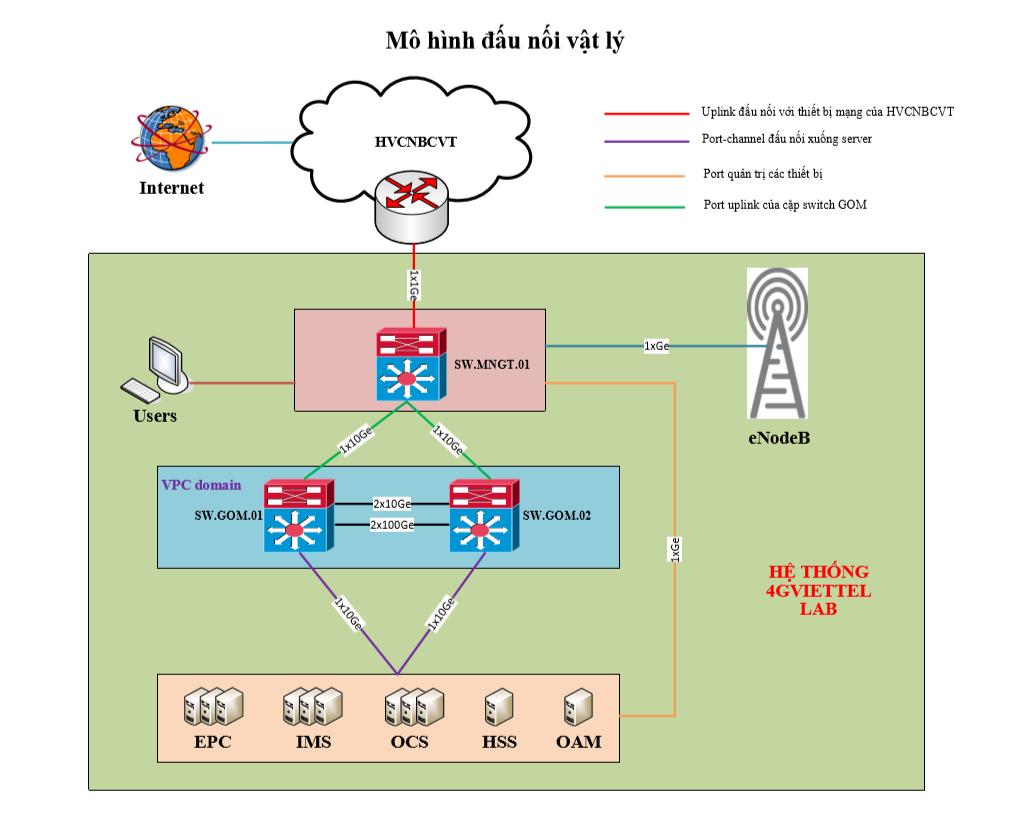 Mô hình đấu nối vật lý
HVCNBCVT
Internet
Uplink đấu nối với thiết bị mạng của HVCNBCVT
Port-channel đấu nối xuống server
Port quản trị các thiết bị
Port uplink của cặp switch GOM
1x1Ge
SW.MNGT.01
1xGe
Users
eNodeB
1x10Ge
1x10Ge
VPC domain
SW.GOM.01
2x10Ge
2x100Ge
SW.GOM.02
1xGe
HỆ THỐNG
4GVIETTEL
LAB
1x10Ge
1x10Ge
EPC
IMS
OCS
HSS
OAM